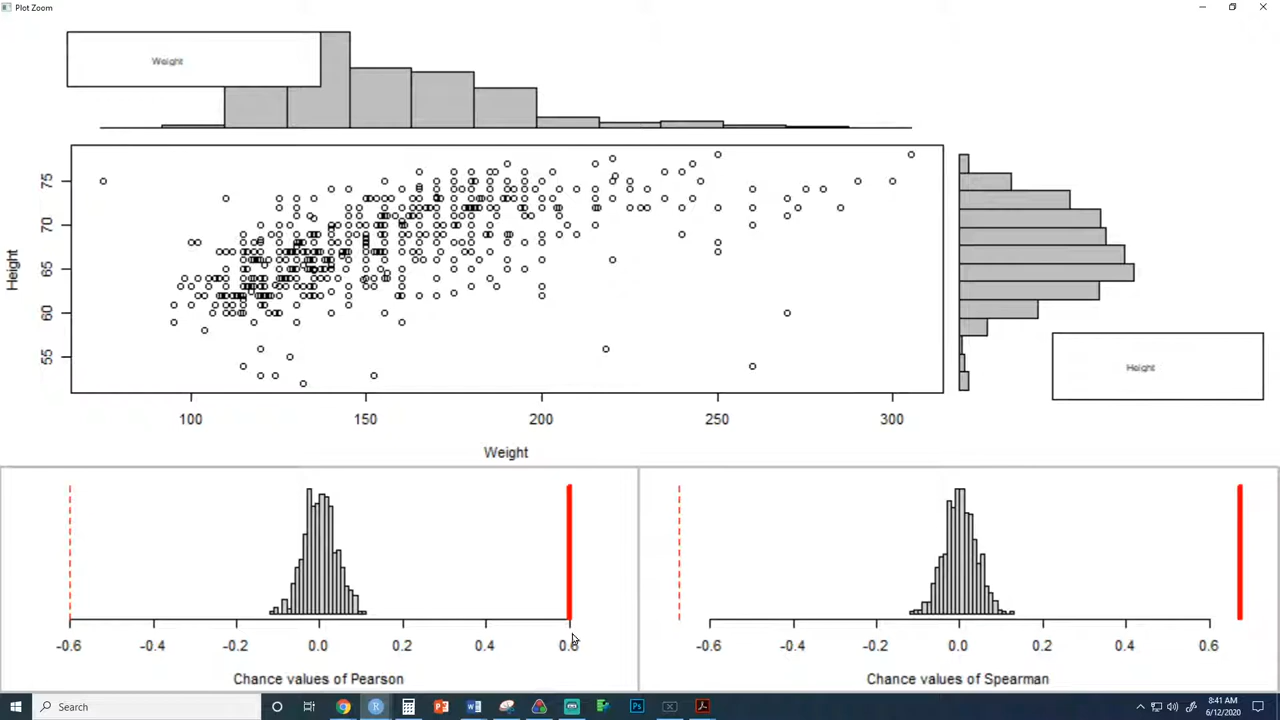 Plot Zoom
Weight
Height
75
70
65
60
55
Height
100 150 200 250 300
Weight
-0.6 -0.4 -0.2 0.0 0.2 0.4 0.6
Chance values of Pearson
-0.6 -0.4 -0.2 0.0 0.2 0.4 0.6
Chance values of Spearman
Search
8:41 AM
6/12/2020